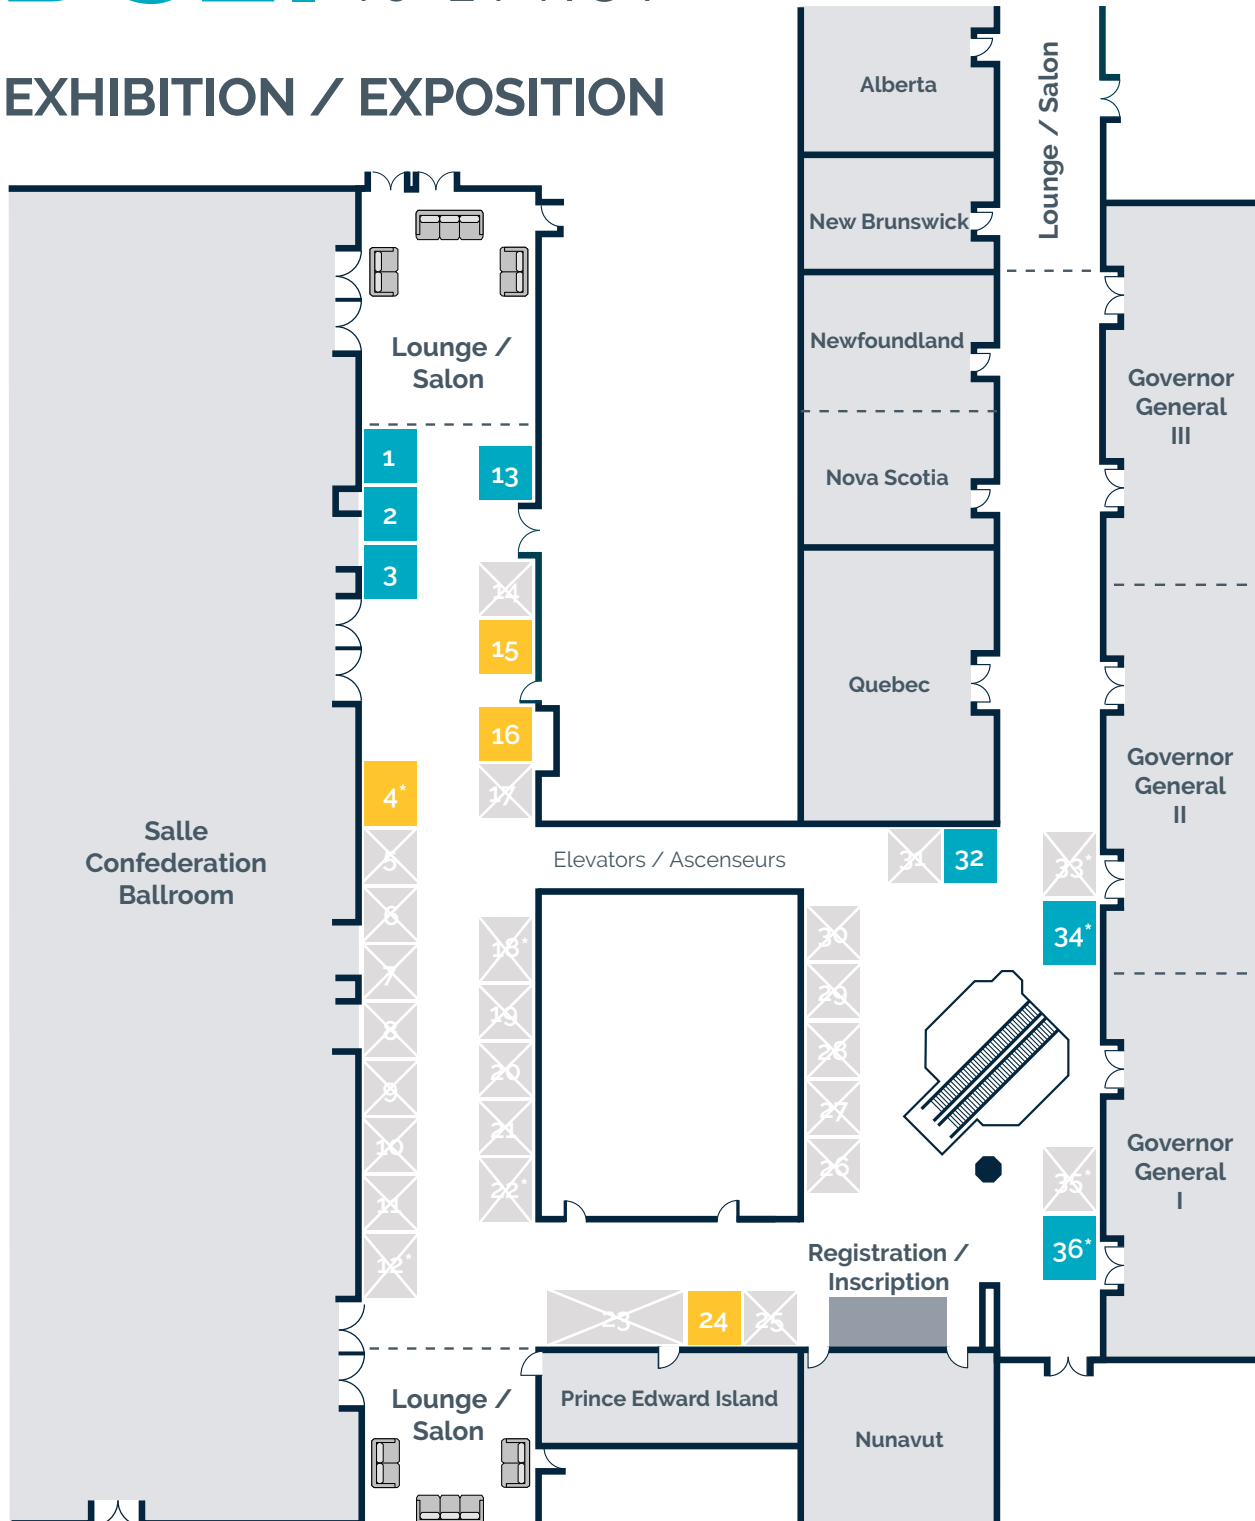 EXHIBITION / EXPOSITION
Alberta
Lounge / Salon
New Brunswick
Newfoundland
Nova Scotia
Quebec
Governor
General
III
Governor
General
II
Governor
General
I
Lounge /
Salon
1
2
3
4*
5
6
7
8
9
10
11
12*
13
14
15
16
17
18*
19
20
21
22*
Salle
Confederation
Ballroom
Elevators / Ascenseurs
31
32
33*
34*
30
29
28
27
26
35*
36*
Registration /
Inscription
23
24
25
Lounge /
Salon
Prince Edward Island
Nunavut